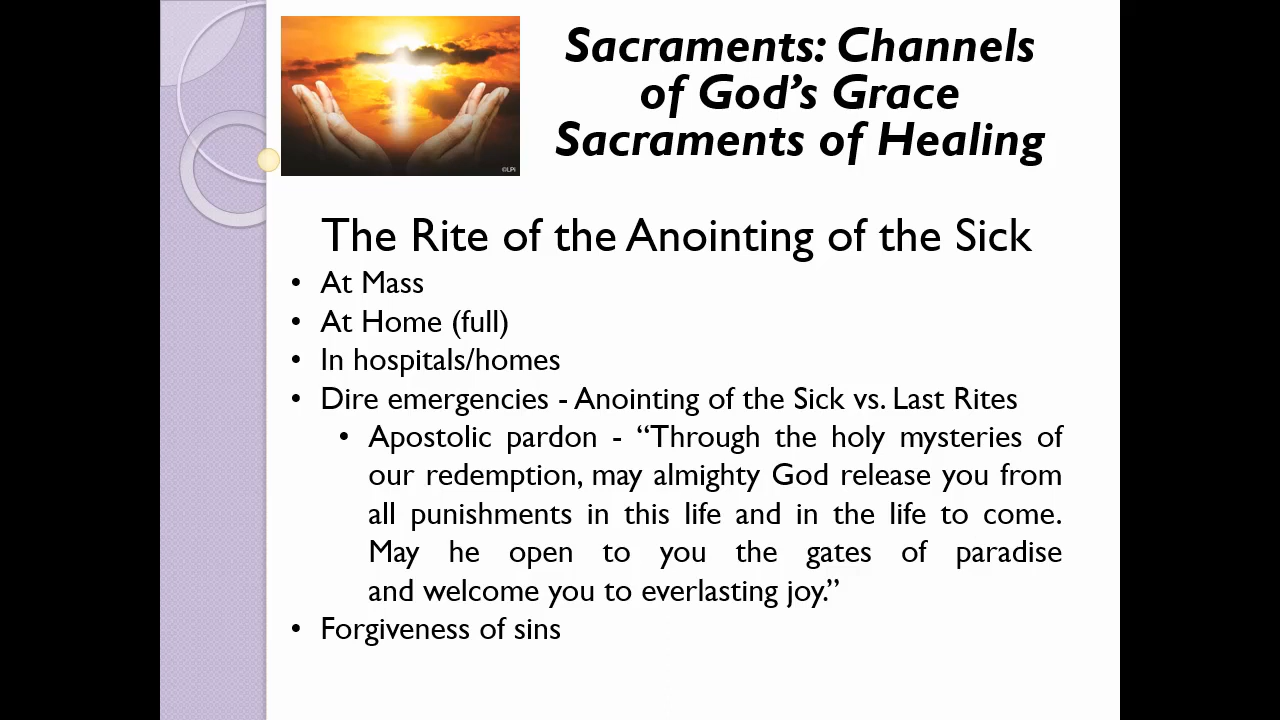 Sacraments: Channels
of God’s Grace
Sacraments of Healing
©LPi
The Rite of the Anointing of the Sick
• At Mass
• At Home (full)
• In hospitals/homes
• Dire emergencies - Anointing of the Sick vs. Last Rites
• Apostolic pardon - “Through the holy mysteries of
our redemption, may almighty God release you from
all punishments in this life and in the life to come.
May he open to you the gates of paradise
and welcome you to everlasting joy.”
• Forgiveness of sins